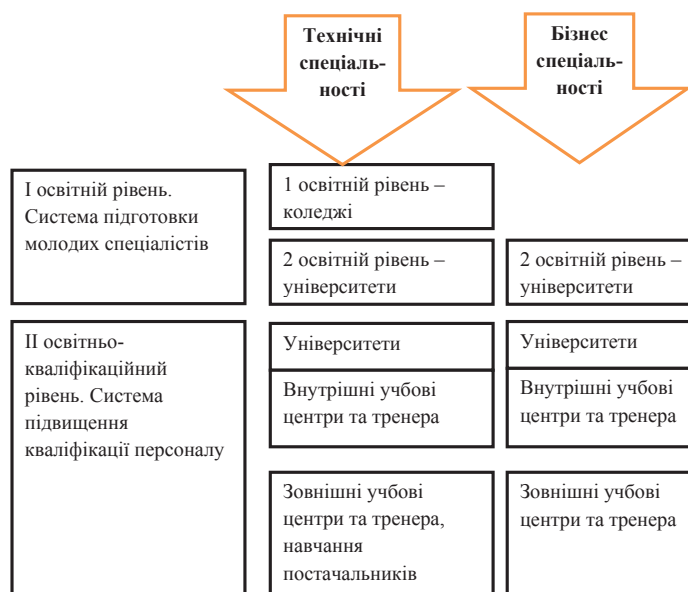 Технічні
спеціаль-
ності
Бізнес
спеціаль-
ності
І освітній рівень.
Система підготовки
молодих спеціалістів
1 освітній рівень –
коледжі
2 освітній рівень –
університети
2 освітній рівень –
університети
ІІ освітньо-
кваліфікаційний
рівень. Система
підвищення
кваліфікації персоналу
Університети
Університети
Внутрішні учбові
центри та тренера
Внутрішні учбові
центри та тренера
Зовнішні учбові
центри та тренера,
навчання
постачальників
Зовнішні учбові
центри та тренера